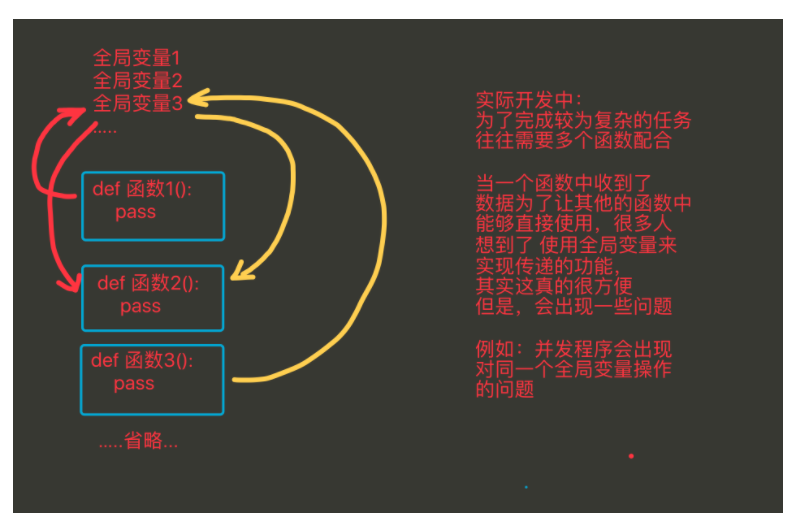 全局变量1
全局变量2
全局变量3
.....
def 函数1():
pass
def 函数2():
pass
def 函数3():
pass
.....省略...
实际开发中：
为了完成较为复杂的任务
往往需要多个函数配合
当一个函数中收到了
数据为了让其他的函数中
能够直接使用，很多人
想到了 使用全局变量来
实现传递的功能，
其实这真的很方便
但是，会出现一些问题
例如：并发程序会出现
对同一个全局变量操作
的问题